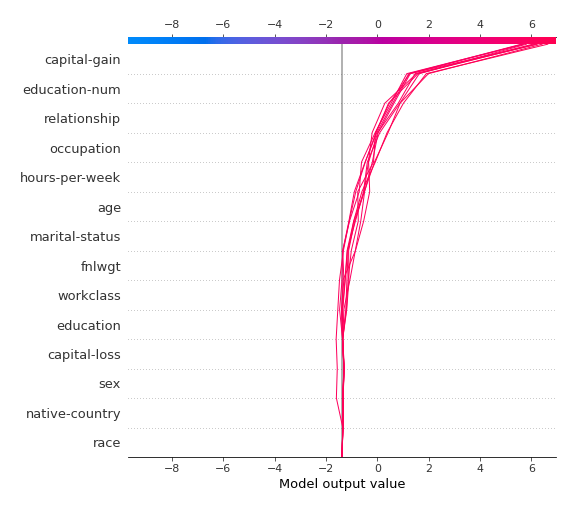 −8 −6 −4 −2 0 2 4 6
capital-gain
education-num
relationship
occupation
hours-per-week
age
marital-status
fnlwgt
workclass
education
capital-loss
sex
native-country
race
−8 −6 −4 −2 0 2 4 6
Model output value